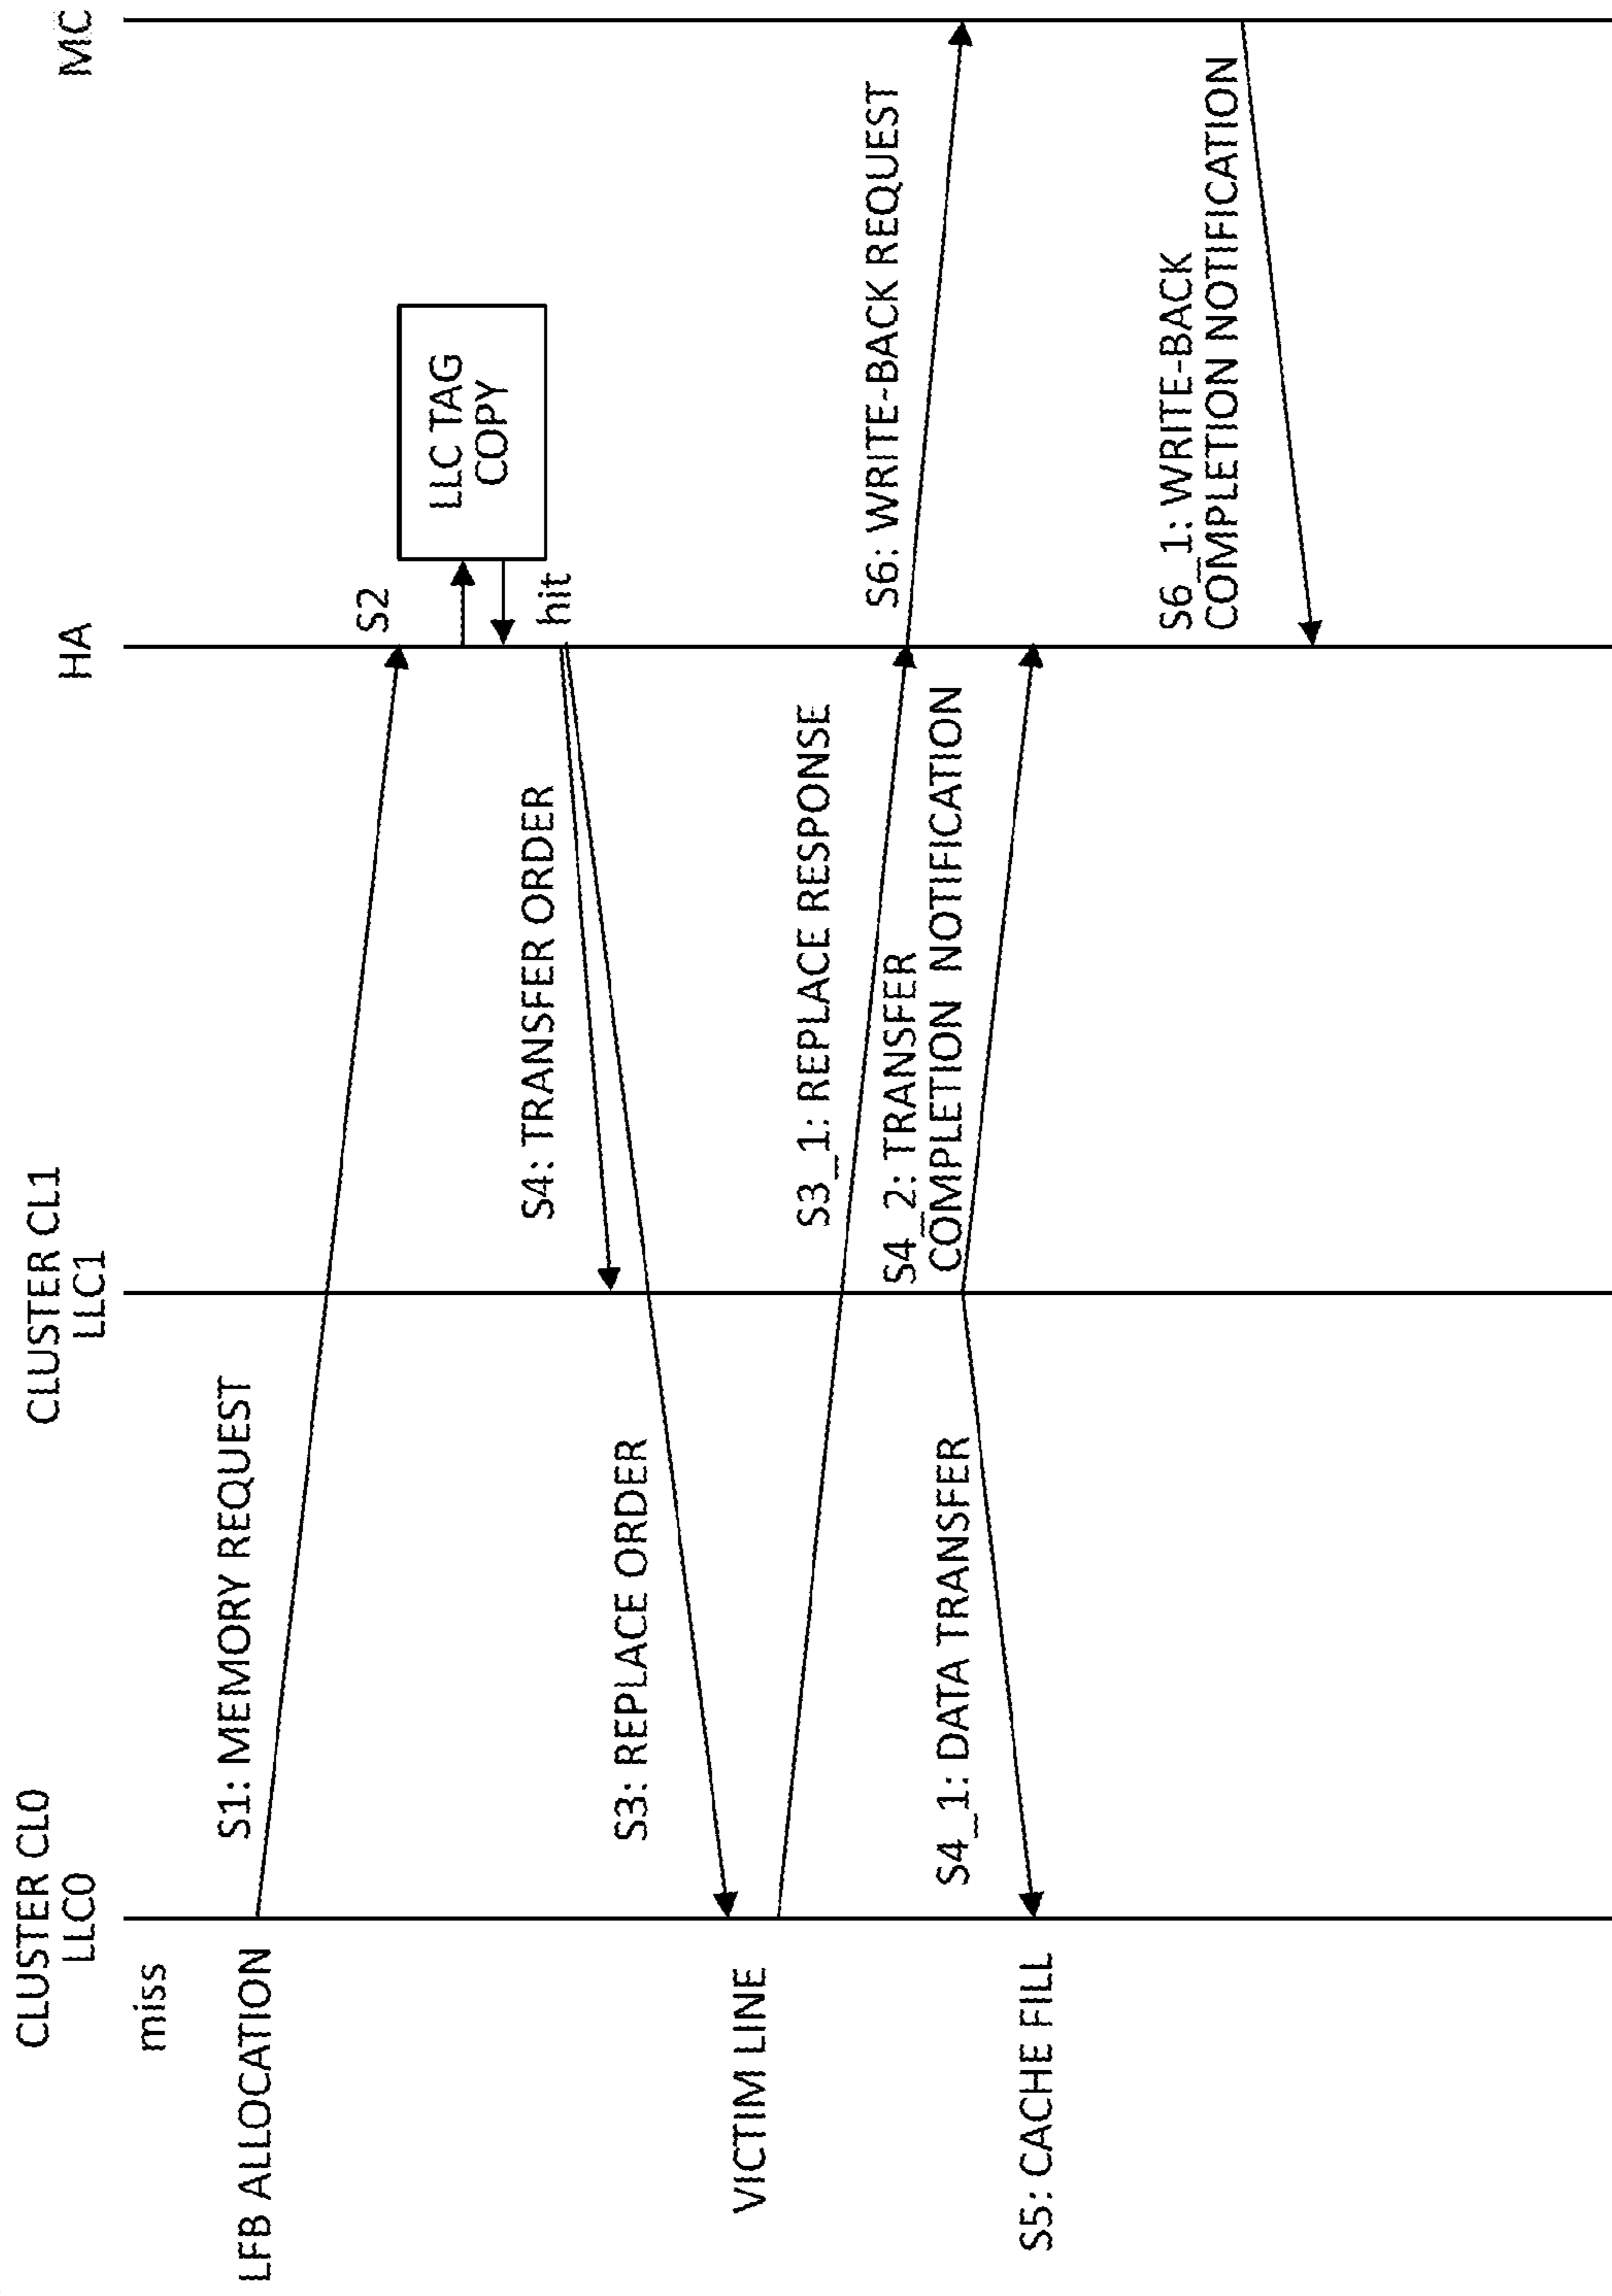 CLUSTER CL0
LLC0
CLUSTER CL1
LLC1
HA
MC
miss
LFB ALLOCATION
S1: MEMORY REQUEST
S2
LLC TAG
COPY
hit
S4: TRANSFER ORDER
S3: REPLACE ORDER
VICTIM LINE
S3_1: REPLACE RESPONSE
S6: WRITE-BACK REQUEST
S4_2: TRANSFER
COMPLETION NOTIFICATION
S4_1: DATA TRANSFER
S5: CACHE FILL
S6_1: WRITE-BACK
COMPLETION NOTIFICATION